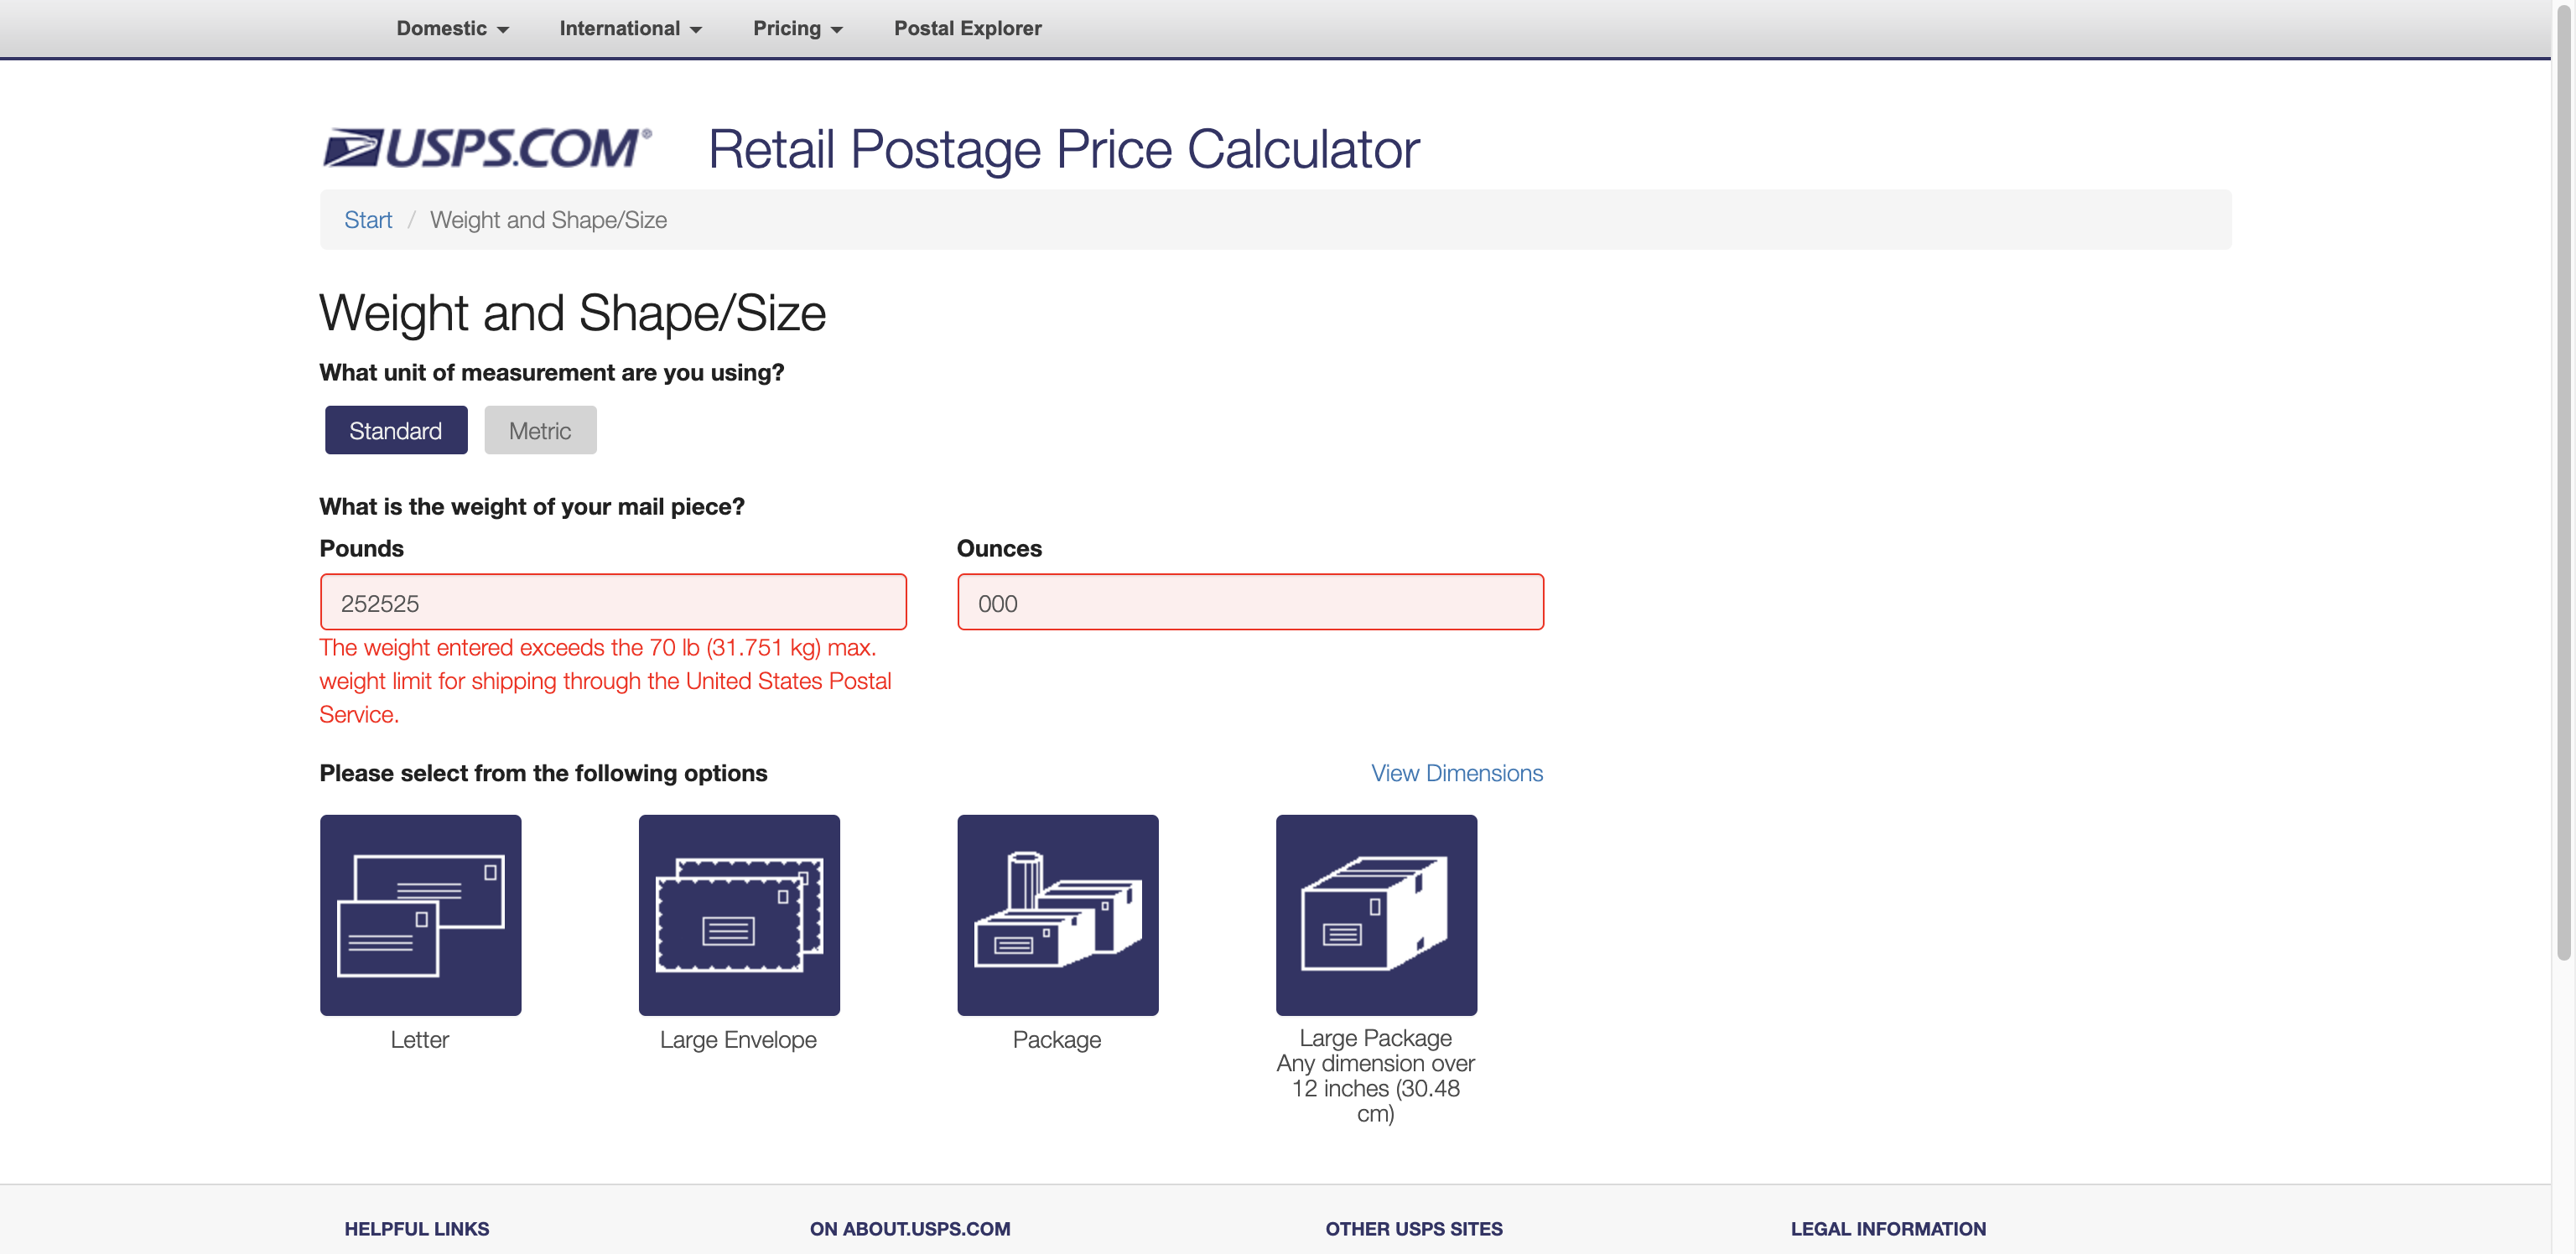 Domestic International Pricing Postal Explorer
USPS.COM® Retail Postage Price Calculator
Start / Weight and Shape/Size
Weight and Shape/Size
What unit of measurement are you using?
Standard Metric
What is the weight of your mail piece?
Pounds Ounces
252525 000
The weight entered exceeds the 70 lb (31.751 kg) max.
weight limit for shipping through the United States Postal
Service.
Please select from the following options View Dimensions
Letter Large Envelope Package Large Package
Any dimension over
12 inches (30.48
cm)
HELPFUL LINKS ON ABOUT.USPS.COM OTHER USPS SITES LEGAL INFORMATION